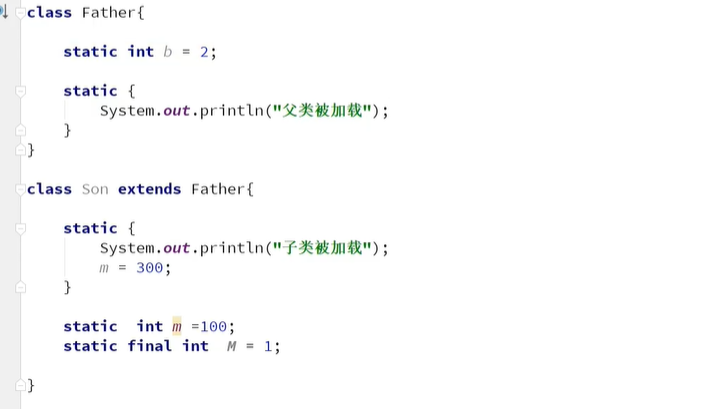 class Father{
static int b = 2;
static {
System.out.println("父类被加载");
}
}
class Son extends Father{
static {
System.out.println("子类被加载");
m = 300;
}
static  int m =100;
static final int  M = 1;
}